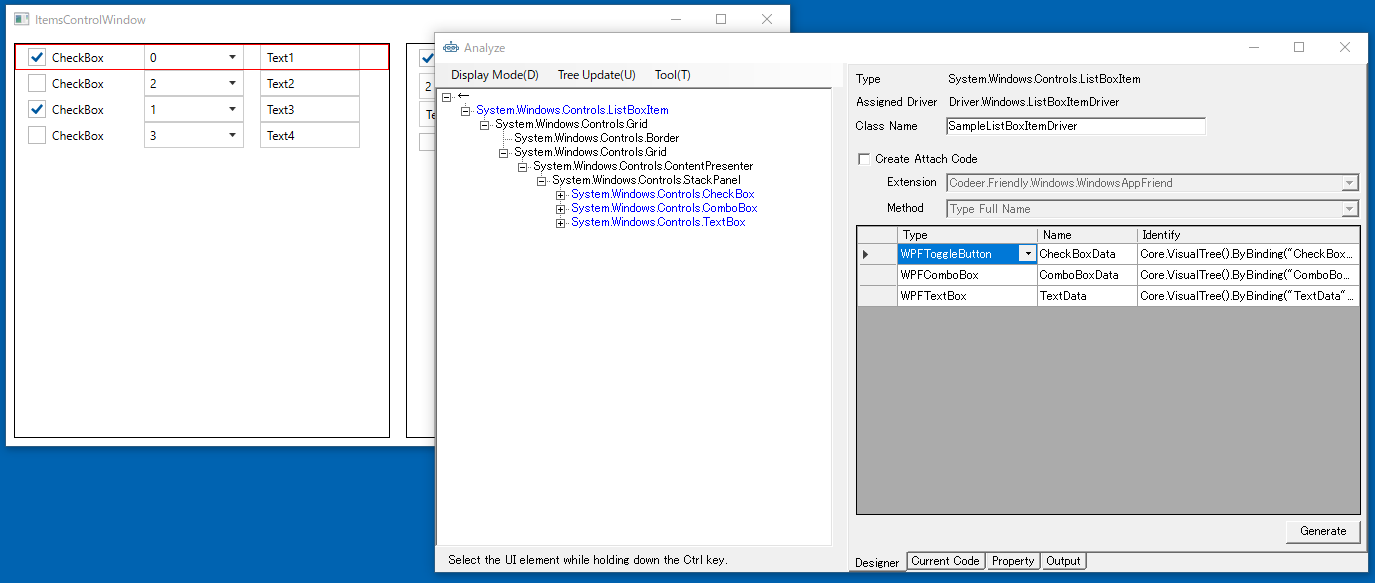 ItemsControlWindow
CheckBox 0 Text1
CheckBox 2 Text2
CheckBox 1 Text3
CheckBox 3 Text4
2
Te
Analyze
Display Mode(D) Tree Update(U) Tool(T)
←
System.Windows.Controls.ListBoxItem
System.Windows.Controls.Grid
System.Windows.Controls.Border
System.Windows.Controls.Grid
System.Windows.Controls.ContentPresenter
System.Windows.Controls.StackPanel
System.Windows.Controls.CheckBox
System.Windows.Controls.ComboBox
System.Windows.Controls.TextBox
Select the UI element while holding down the Ctrl key.
Type System.Windows.Controls.ListBoxItem
Assigned Driver Driver.Windows.ListBoxItemDriver
Class Name SampleListBoxItemDriver
Create Attach Code
Extension Codeer.Friendly.Windows.WindowsAppFriend
Method Type Full Name
Type Name Identify
WPFToggleButton CheckBoxData Core.VisualTree().ByBinding("CheckBox...
WPFComboBox ComboBoxData Core.VisualTree().ByBinding("ComboBo...
WPFTextBox TextData Core.VisualTree().ByBinding("TextData"...
Generate
Designer Current Code Property Output